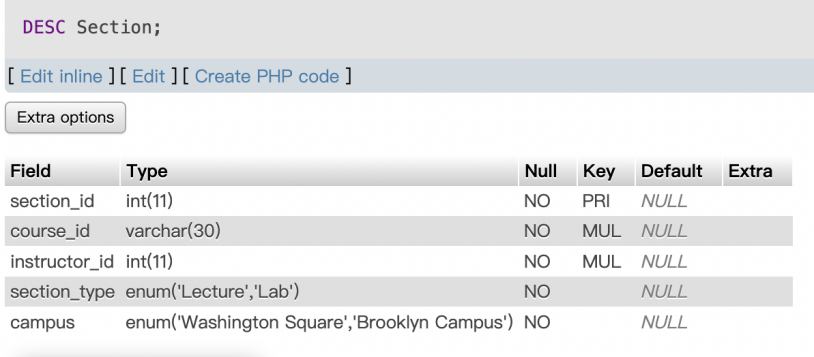 DESC Section;
[ Edit inline ] [ Edit ] [ Create PHP code ]
Extra options
Field Type Null Key Default Extra
section_id int(11) NO PRI NULL
course_id varchar(30) NO MUL NULL
instructor_id int(11) NO MUL NULL
section_type enum('Lecture','Lab') NO NULL
campus enum('Washington Square','Brooklyn Campus') NO NULL